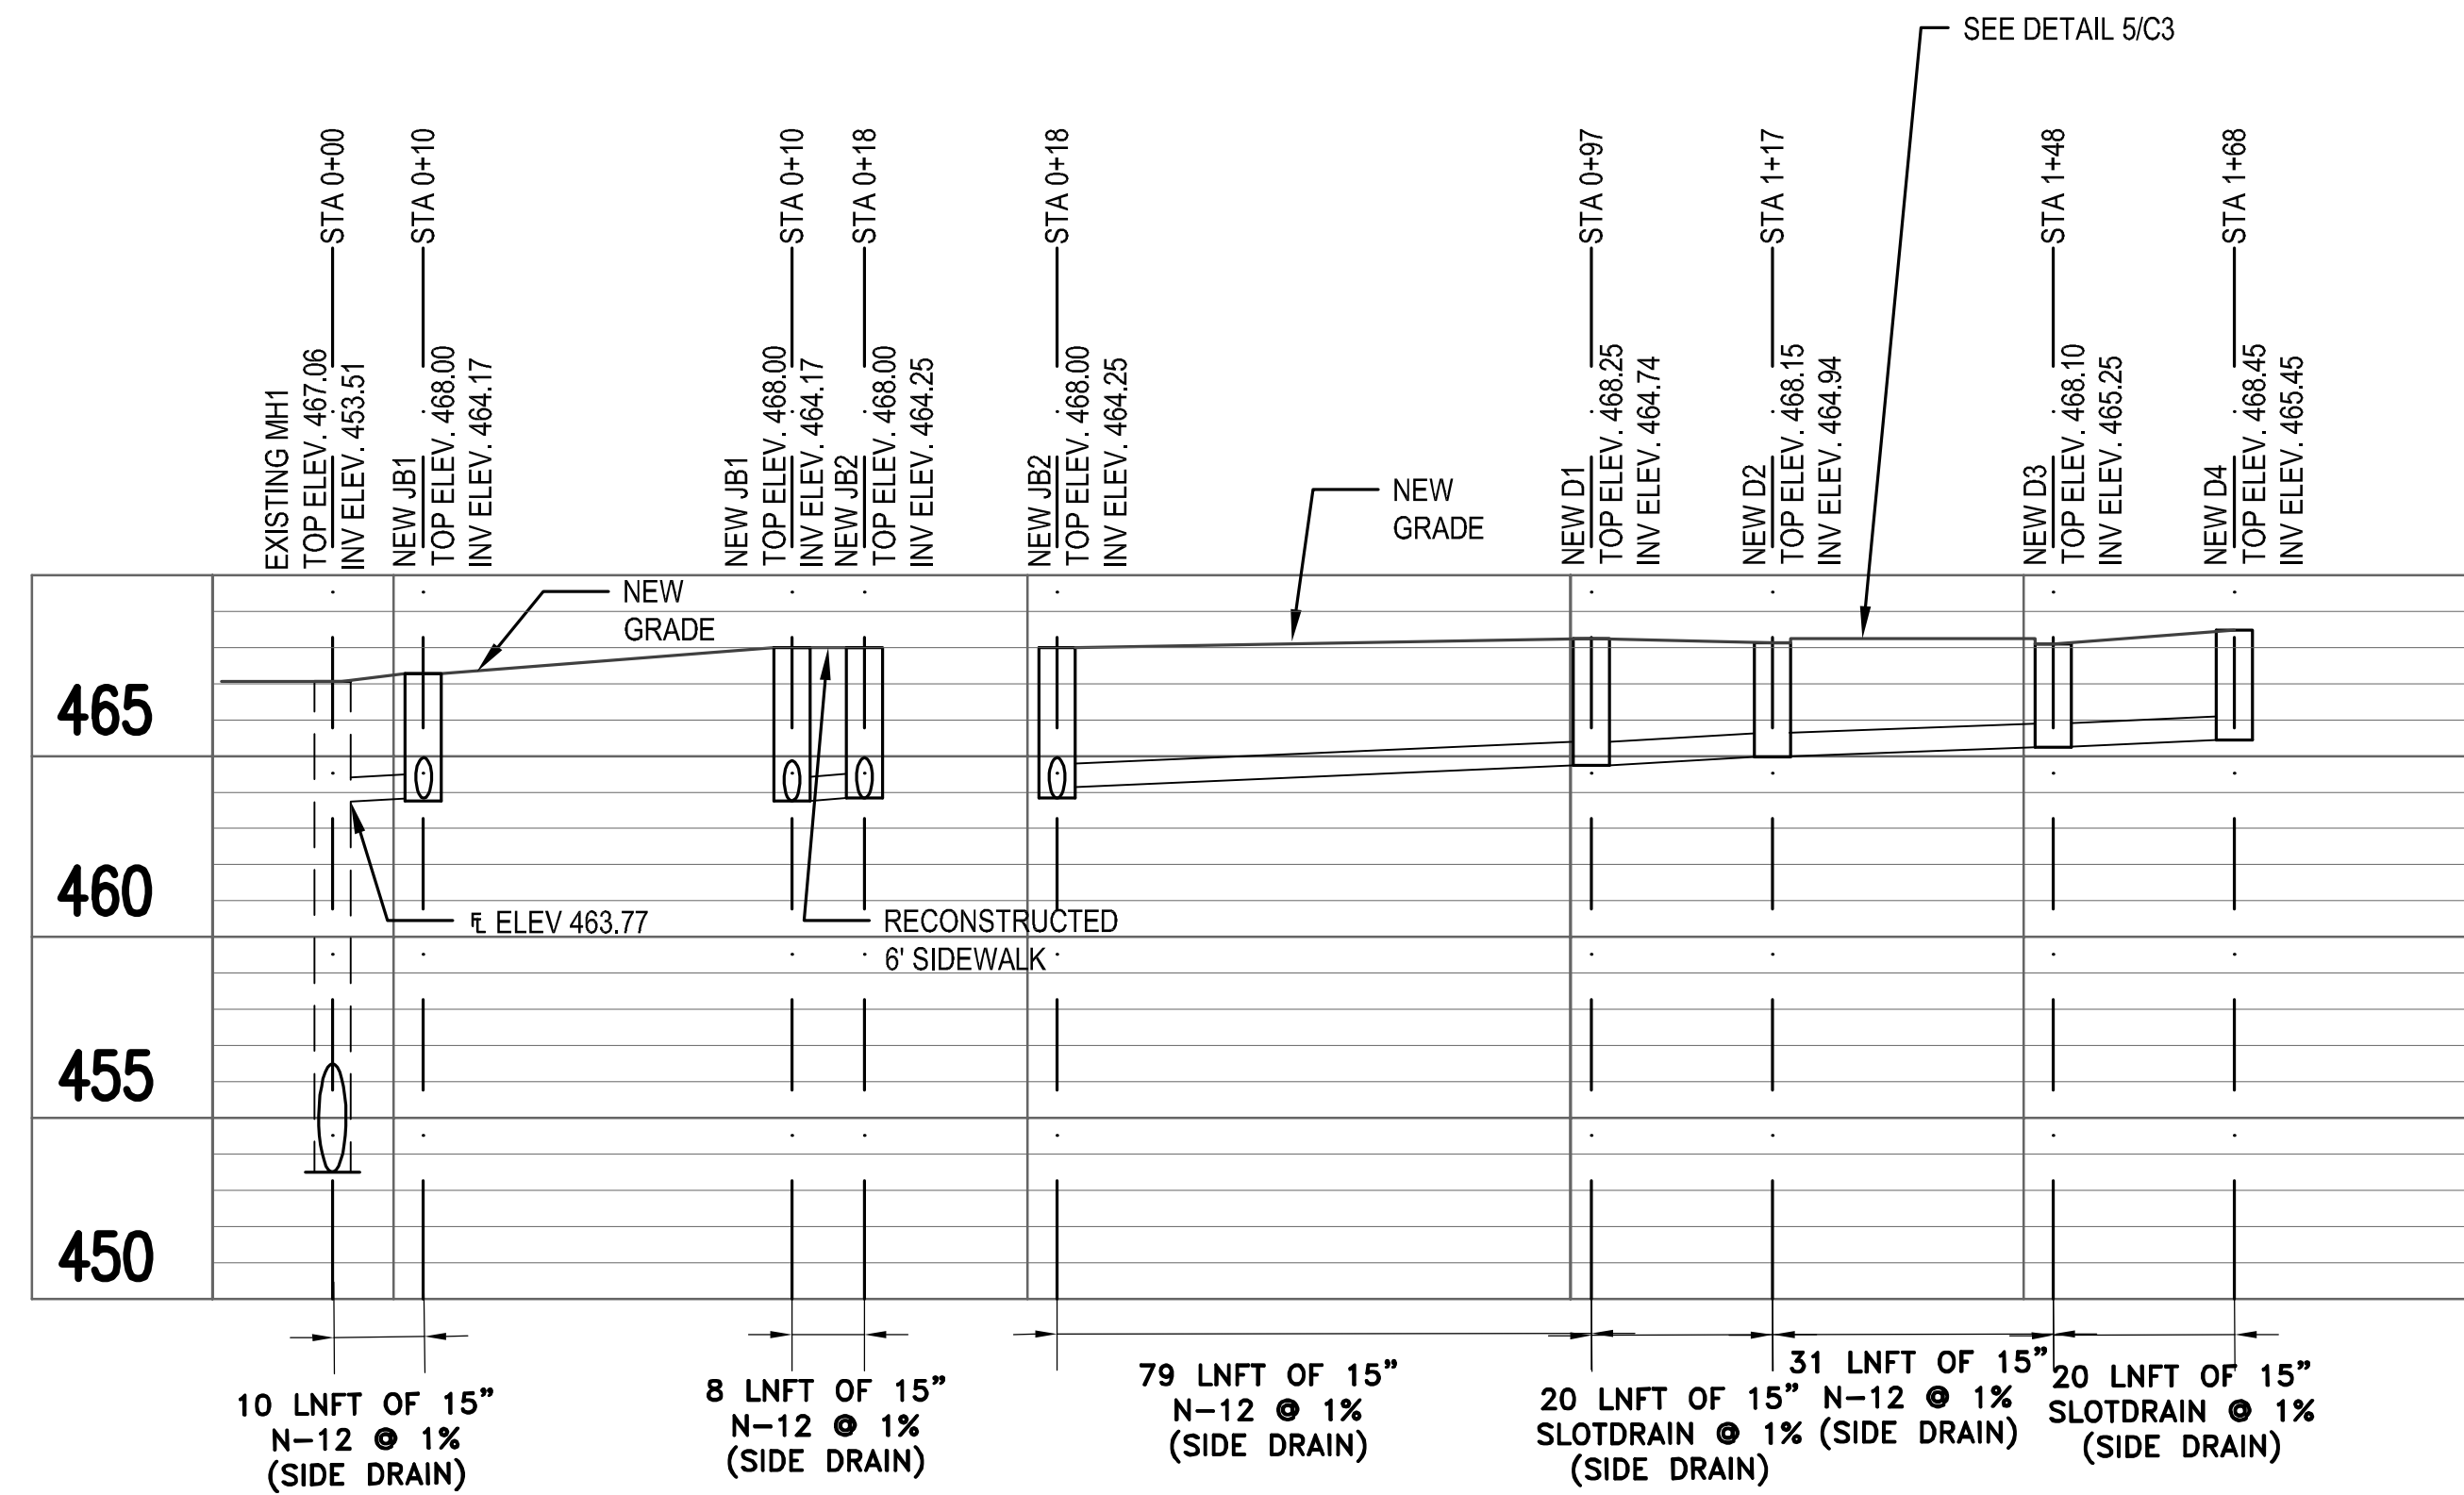 SEE DETAIL 5/C3
STA 0+00
EXISTING MH1
TOP ELEV. 467.06
INV ELEV. 453.51
STA 0+10
NEW JB1
TOP ELEV. 468.00
INV ELEV. 464.17
STA 0+10
NEW JB1
TOP ELEV. 468.00
INV ELEV. 464.17
STA 0+18
NEW JB2
TOP ELEV. 468.00
INV ELEV. 464.25
STA 0+18
NEW JB2
TOP ELEV. 468.00
INV ELEV. 464.25
STA 0+97
NEW D1
TOP ELEV. 468.25
INV ELEV. 464.74
STA 1+17
NEW D2
TOP ELEV. 468.15
INV ELEV. 464.94
STA 1+48
NEW D3
TOP ELEV. 468.10
INV ELEV. 465.25
STA 1+68
NEW D4
TOP ELEV. 468.45
INV ELEV. 465.45
NEW
GRADE
NEW
GRADE
465
460
455
450
℄ ELEV 463.77
RECONSTRUCTED
6' SIDEWALK
10 LNFT OF 15”
N-12 @ 1%
(SIDE DRAIN)
8 LNFT OF 15”
N-12 @ 1%
(SIDE DRAIN)
79 LNFT OF 15”
N-12 @ 1%
(SIDE DRAIN)
20 LNFT OF 15”
SLOTDRAIN @ 1%
(SIDE DRAIN)
31 LNFT OF 15”
N-12 @ 1%
(SIDE DRAIN)
20 LNFT OF 15”
SLOTDRAIN @ 1%
(SIDE DRAIN)